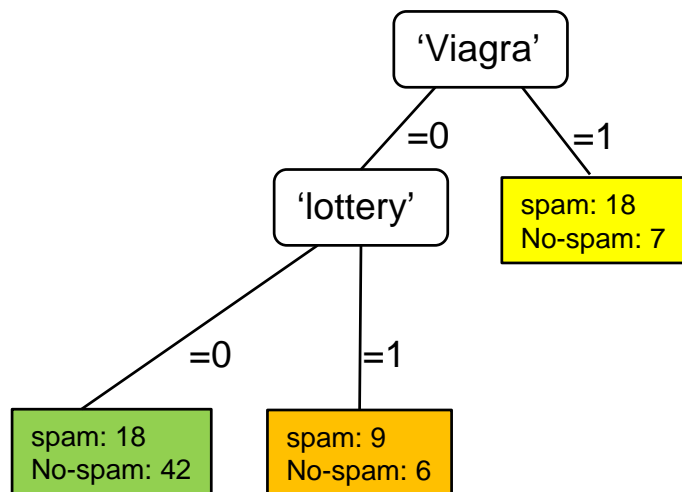 ‘Viagra’
=0
=1
‘lottery’
spam: 18
No-spam: 7
=0
=1
spam: 18
No-spam: 42
spam: 9
No-spam: 6